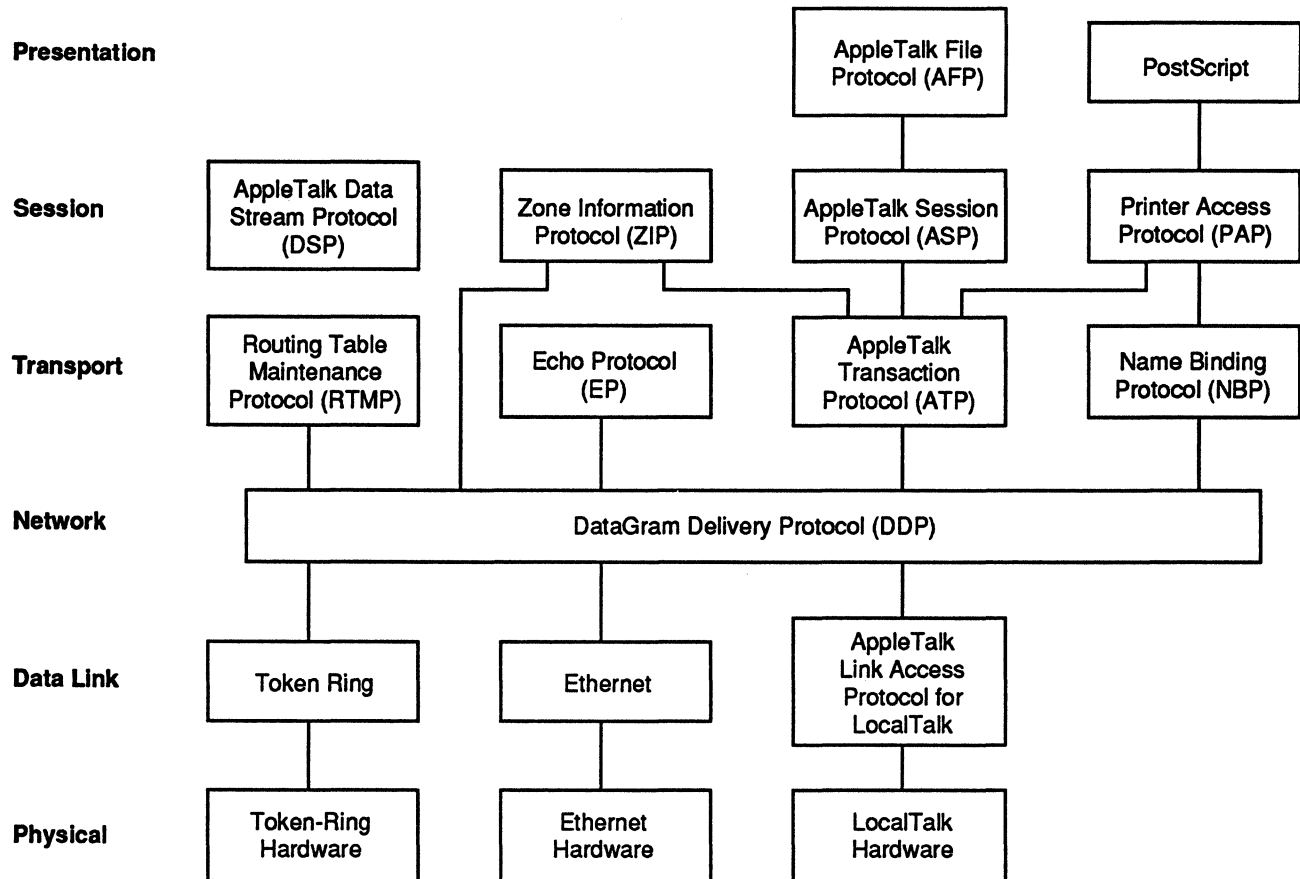 Presentation
AppleTalk File
Protocol (AFP)
PostScript
Session
AppleTalk Data
Stream Protocol
(DSP)
Zone Information
Protocol (ZIP)
AppleTalk Session
Protocol (ASP)
Printer Access
Protocol (PAP)
Transport
Routing Table
Maintenance
Protocol (RTMP)
Echo Protocol
(EP)
AppleTalk
Transaction
Protocol (ATP)
Name Binding
Protocol (NBP)
Network
DataGram Delivery Protocol (DDP)
Data Link
Token Ring
Ethernet
AppleTalk
Link Access
Protocol for
LocalTalk
Physical
Token-Ring
Hardware
Ethernet
Hardware
LocalTalk
Hardware